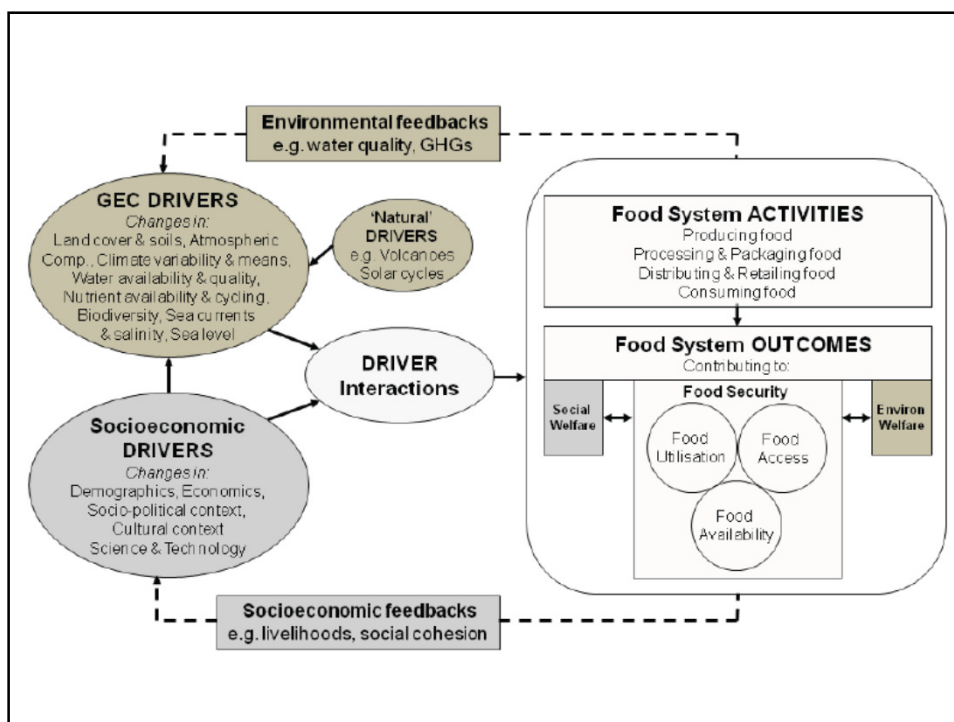 Environmental feedbacks
e.g. water quality, GHGs
GEC DRIVERS
Changes in:
Land cover & soils, Atmospheric
Comp., Climate variability & means,
Water availability & quality,
Nutrient availability & cycling,
Biodiversity, Sea currents
& salinity, Sea level
‘Natural’
DRIVERS
e.g. Volcanoes
Solar cycles
DRIVER
Interactions
Socioeconomic
DRIVERS
Changes in:
Demographics, Economics,
Socio-political context,
Cultural context
Science & Technology
Food System ACTIVITIES
Producing food
Processing & Packaging food
Distributing & Retailing food
Consuming food
Food System OUTCOMES
Contributing to:
Social
Welfare
Food Security
Food
Utilisation
Food
Access
Food
Availability
Environ
Welfare
Socioeconomic feedbacks
e.g. livelihoods, social cohesion